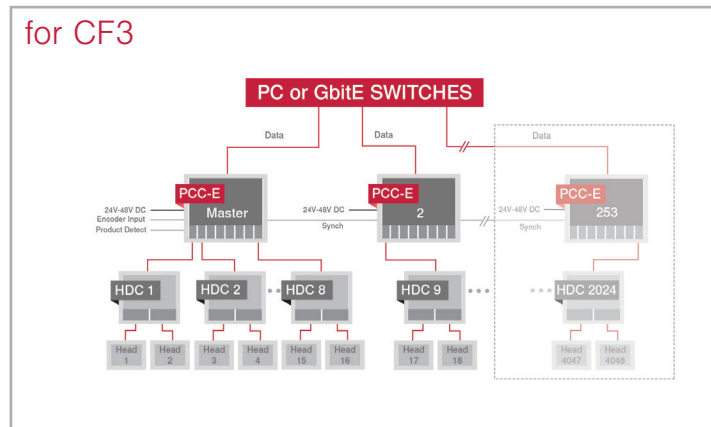 for CF3
PC or GbitE SWITCHES
Data
Data
Data
PCC-E
PCC-E
PCC-E
24V-48V DC
Encoder Input
Product Detect
Master
24V-48V DC
Synch
2
24V-48V DC
Synch
253
HDC 1
HDC 2
HDC 8
HDC 9
HDC 2024
Head
1
Head
2
Head
3
Head
4
Head
15
Head
16
Head
17
Head
18
Head
4047
Head
4048